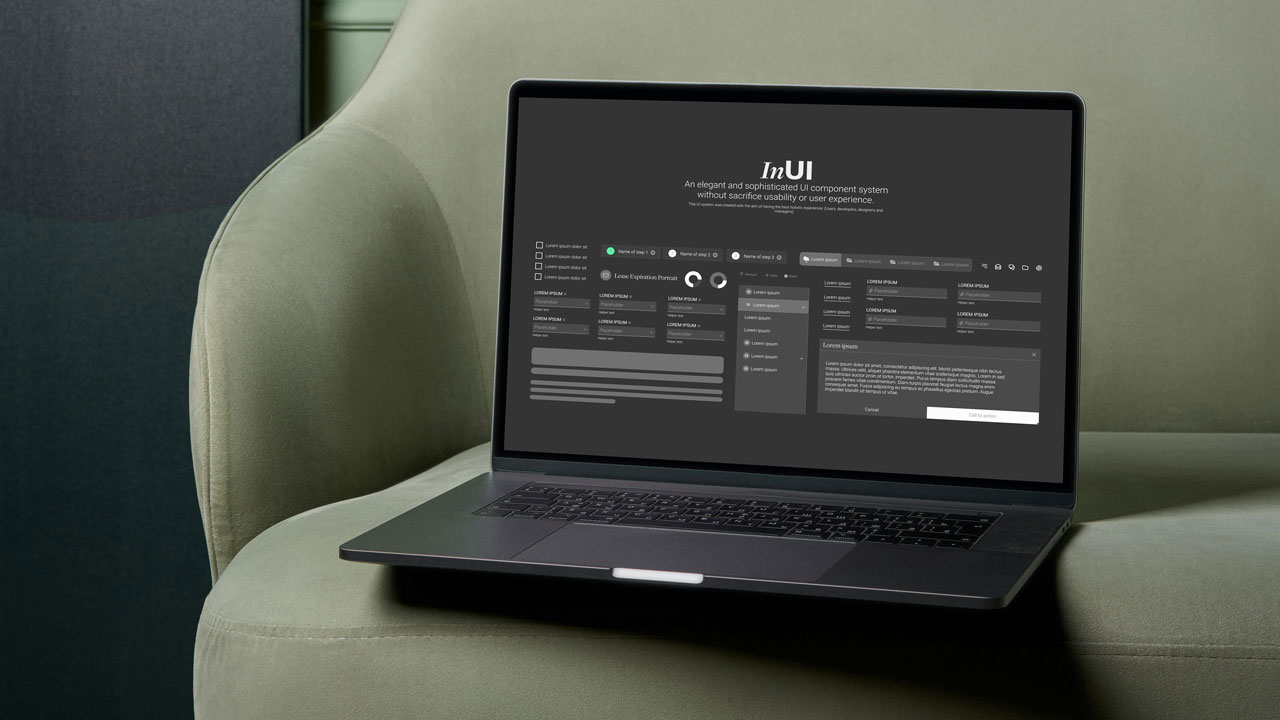 InUI
An elegant and sophisticated UI component system
without sacrifice usability or user experience.
This UI system was created with the aim of having the best holistic experience (Users, developers, designers and
managers).
Lorem ipsum dolor sit
Lorem ipsum dolor sit
Lorem ipsum dolor sit
Lorem ipsum dolor sit
Name of step 1
Name of step 2
Name of step 3
Lorem ipsum
Lorem ipsum
Lorem ipsum
Lorem ipsum
Lease Expiration Portrait
LOREM IPSUM
Placeholder
Helper text
LOREM IPSUM
Placeholder
Helper text
LOREM IPSUM
Placeholder
Helper text
LOREM IPSUM
Placeholder
Helper text
LOREM IPSUM
Placeholder
Helper text
LOREM IPSUM
Placeholder
Helper text
Lorem ipsum
Lorem ipsum
Lorem ipsum
Lorem ipsum
Lorem ipsum
Lorem ipsum
Lorem ipsum
Lorem ipsum
Lorem ipsum
Lorem ipsum
Lorem ipsum
LOREM IPSUM
Placeholder
Helper text
LOREM IPSUM
Placeholder
Helper text
LOREM IPSUM
Placeholder
Helper text
LOREM IPSUM
Placeholder
Helper text
Lorem ipsum
Lorem ipsum dolor sit amet, consectetur adipiscing elit. Morbi pellentesque nibh lectus
massa. Ultrices velit, aliquet pharetra elementum vitae scelerisque magna. Lorem in sed
quis ultricies auctor proin at tortor, imperdiet. Purus tempus diam sollicitudin massa
posuere fames vitae condimentum. Diam turpis placerat feugiat lectus magna enim
consequat amet. Fusce adipiscing eu tempus ac phasellus egestas pretium. Augue
imperdiet blandit sit tempus ut vitae.
Cancel
Call to action